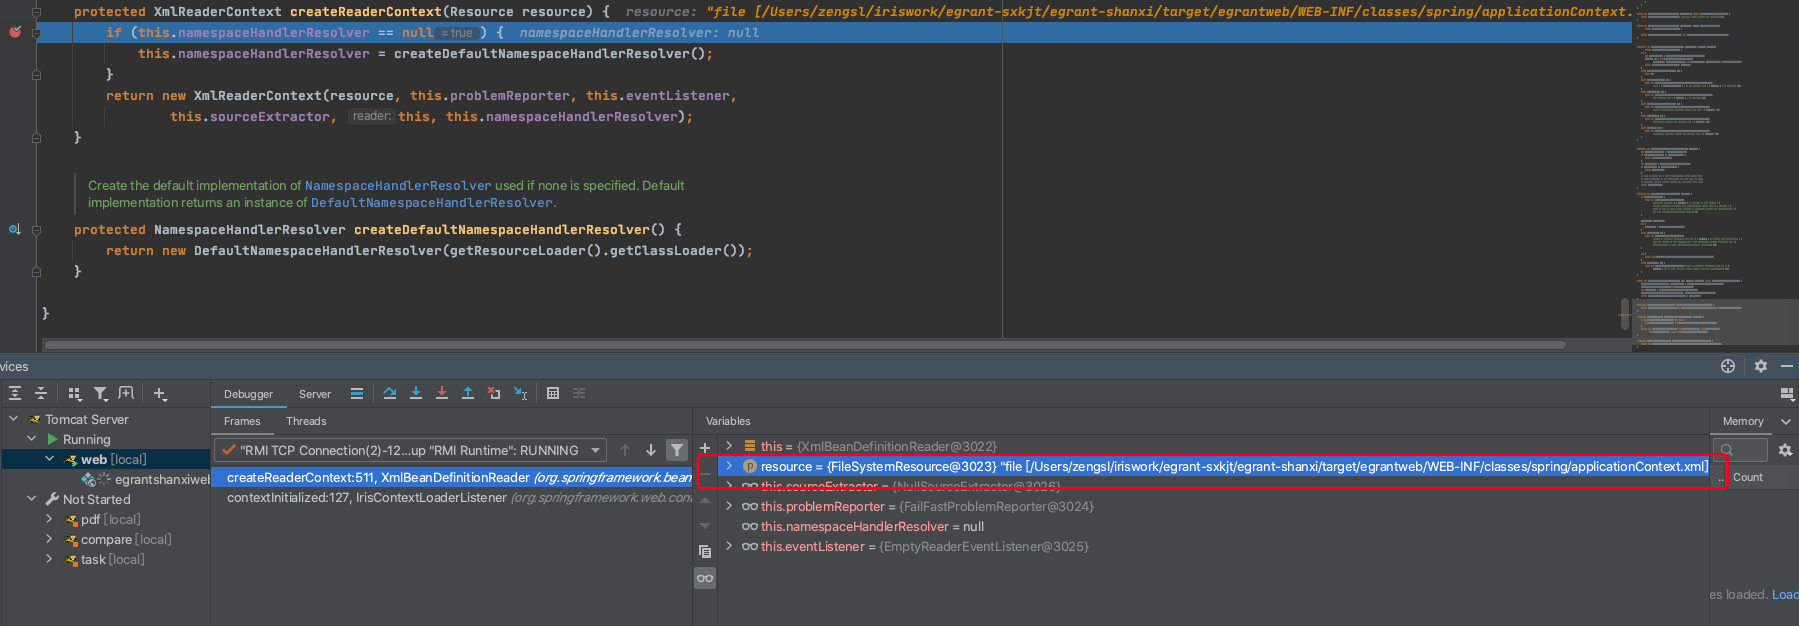 protected XmlReaderContext createReaderContext(Resource resource) {  resource: "file [/Users/zengsl/iriswork/egrant-sxkjt/egrant-shanxi/target/egrantweb/WEB-INF/classes/spring/applicationContext.
if (this.namespaceHandlerResolver == null = true ) {  namespaceHandlerResolver: null
this.namespaceHandlerResolver = createDefaultNamespaceHandlerResolver();
}
return new XmlReaderContext(resource, this.problemReporter, this.eventListener,
this.sourceExtractor, reader: this, this.namespaceHandlerResolver);
}
Create the default implementation of NamespaceHandlerResolver used if none is specified. Default
implementation returns an instance of DefaultNamespaceHandlerResolver.
protected NamespaceHandlerResolver createDefaultNamespaceHandlerResolver() {
return new DefaultNamespaceHandlerResolver(getResourceLoader().getClassLoader());
}
}
vices
Debugger Server
Tomcat Server
Running
web [local]
egrantshanxiwel
Not Started
pdf [local]
compare [local]
task [local]
Frames Threads
"RMI TCP Connection(2)-12...up "RMI Runtime": RUNNING
createReaderContext:511, XmlBeanDefinitionReader (org.springframework.bean
contextInitialized:127, IrisContextLoaderListener (org.springframework.web.con
Variables
this = {XmlBeanDefinitionReader@3022}
p resource = {FileSystemResource@3023} "file [/Users/zengsl/iriswork/egrant-sxkjt/egrant-shanxi/target/egrantweb/WEB-INF/classes/spring/applicationContext.xml]
this.sourceExtractor = {NullSourceExtractor@3026}
this.problemReporter = {FailFastProblemReporter@3024}
this.namespaceHandlerResolver = null
this.eventListener = {EmptyReaderEventListener@3025}
Memory
... Count
es loaded. Load